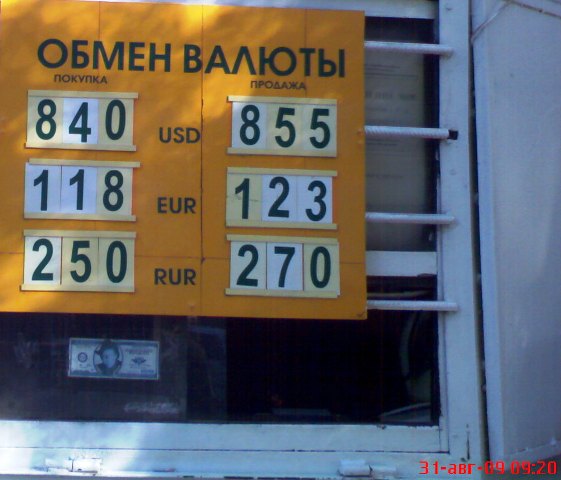 ОБМЕН ВАЛЮТЫ
ПОКУПКА ПРОДАЖА
840 USD 855
118 EUR 123
250 RUR 270
31-авг-09 09:20